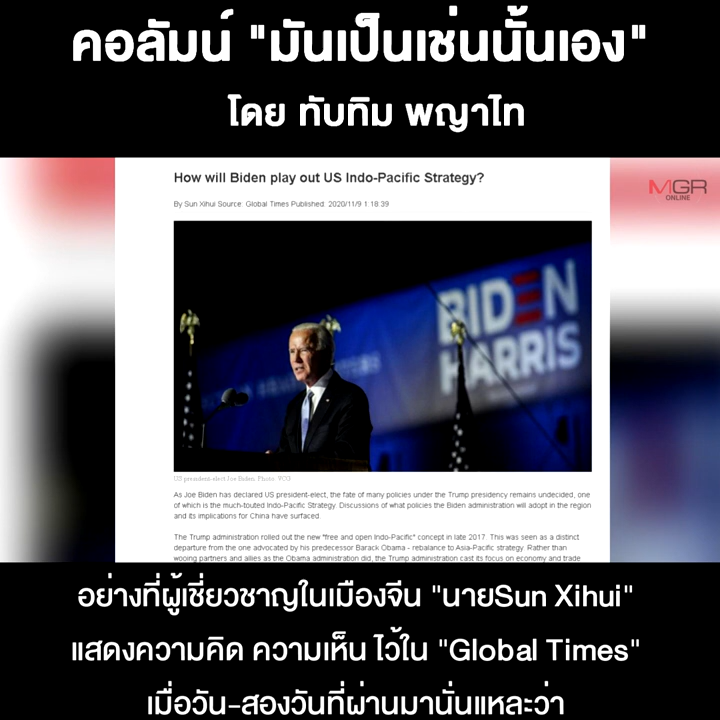 คอลัมน์ "มันเป็นเช่นนั้นเอง"
โดย ทับทิม พญาไท
MGR
ONLINE
How will Biden play out US Indo-Pacific Strategy?
By Sun Xihui Source: Global Times Published: 2020/11/9 1:18:39
BIDEN
HARRIS
US president-elect Joe Biden. Photo: VCG
As Joe Biden has declared US president-elect, the fate of many policies under the Trump presidency remains undecided, one
of which is the much-touted Indo-Pacific Strategy. Discussions of what policies the Biden administration will adopt in the region
and its implications for China have surfaced.
The Trump administration rolled out the new "free and open Indo-Pacific" concept in late 2017. This was seen as a distinct
departure from the one advocated by his predecessor Barack Obama - rebalance to Asia-Pacific strategy. Rather than
wooing partners and allies as the Obama administration did, the Trump administration cast its focus on economy and trade
อย่างที่ผู้เชี่ยวชาญในเมืองจีน "นายSun Xihui"
แสดงความคิด ความเห็น ไว้ใน "Global Times"
เมื่อวัน-สองวันที่ผ่านมานั่นแหละว่า